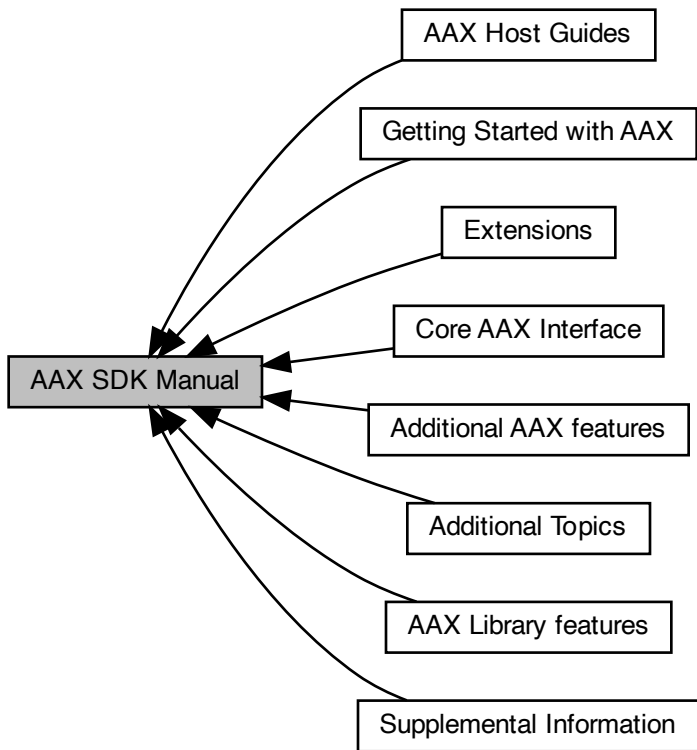 AAX Host Guides
Getting Started with AAX
Extensions
Core AAX Interface
AAX SDK Manual
Additional AAX features
Additional Topics
AAX Library features
Supplemental Information